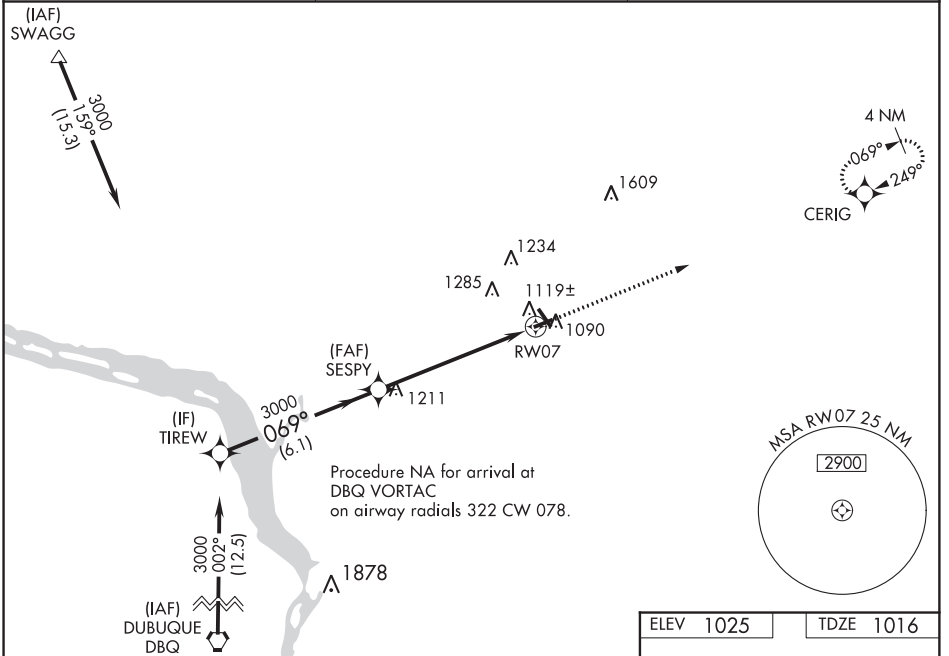 (IAF)
SWAGG
3000
159°
(15.3)
4 NM
069°
249°
CERIG
1609
1234
1285
1119±
1090
RW07
(FAF)
SESPY
1211
(IF)
TIREW
3000
069°
(6.1)
Procedure NA for arrival at
DBQ VORTAC
on airway radials 322 CW 078.
MSA RW07 25 NM
2900
3000
002°
(12.5)
1878
(IAF)
DUBUQUE
DBQ
ELEV 1025
TDZE 1016